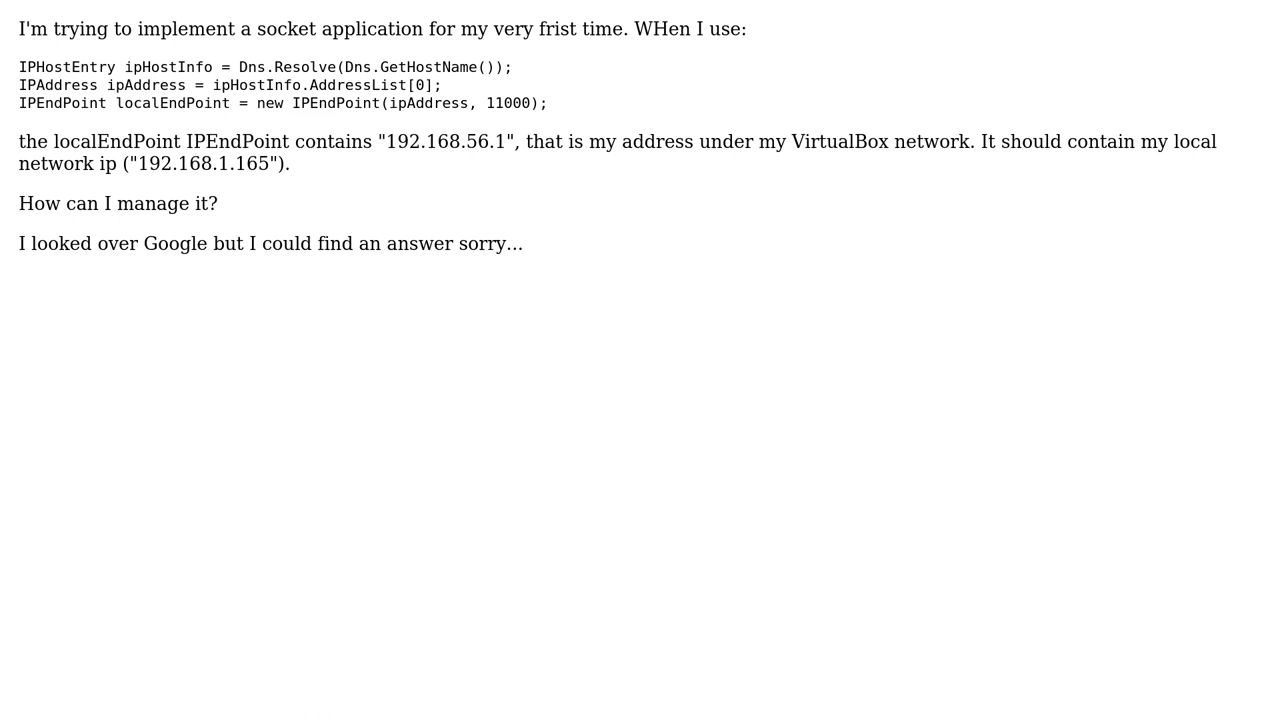 I'm trying to implement a socket application for my very frist time. WHen I use:
IPHostEntry ipHostInfo = Dns.Resolve(Dns.GetHostName());
IPAddress ipAddress = ipHostInfo.AddressList[0];
IPEndPoint localEndPoint = new IPEndPoint(ipAddress, 11000);
the localEndPoint IPEndPoint contains "192.168.56.1", that is my address under my VirtualBox network. It should contain my local
network ip ("192.168.1.165").
How can I manage it?
I looked over Google but I could find an answer sorry...